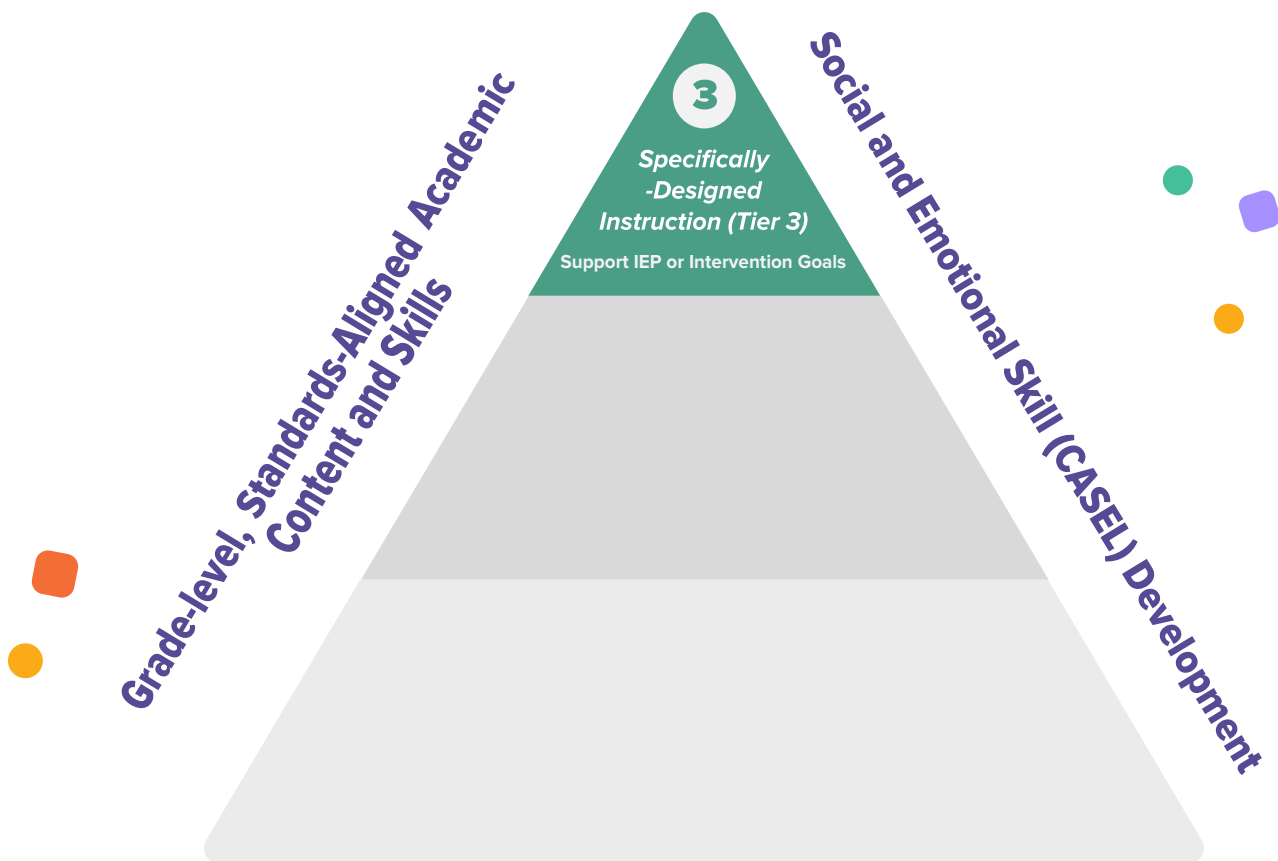 Grade-level, Standards-Aligned Academic
Content and Skills
3
Specifically
-Designed
Instruction (Tier 3)
Support IEP or Intervention Goals
Social and Emotional Skill (CASEL) Development